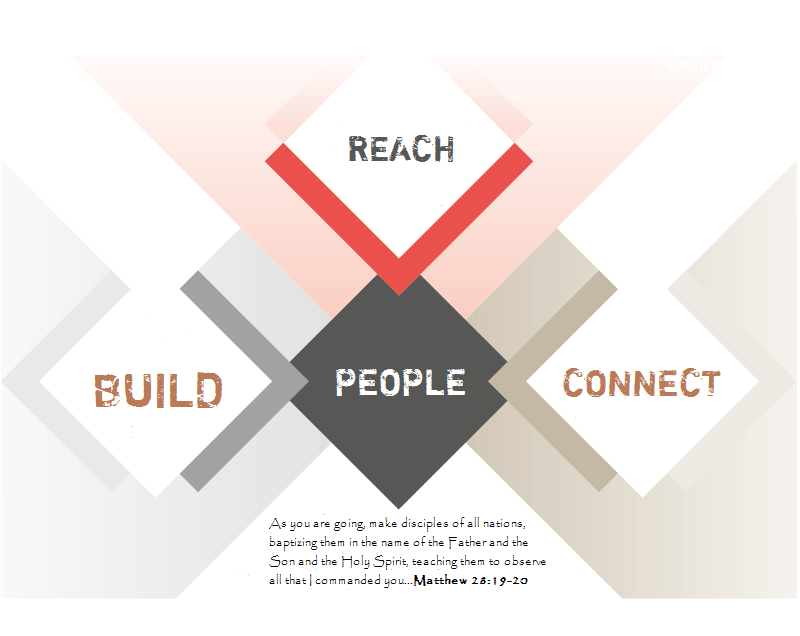 REACH
BUILD
PEOPLE
CONNECT
As you are going, make disciples of all nations,
baptizing them in the name of the Father and the
Son and the Holy Spirit, teaching them to observe
all that I commanded you...Matthew 28:19-20